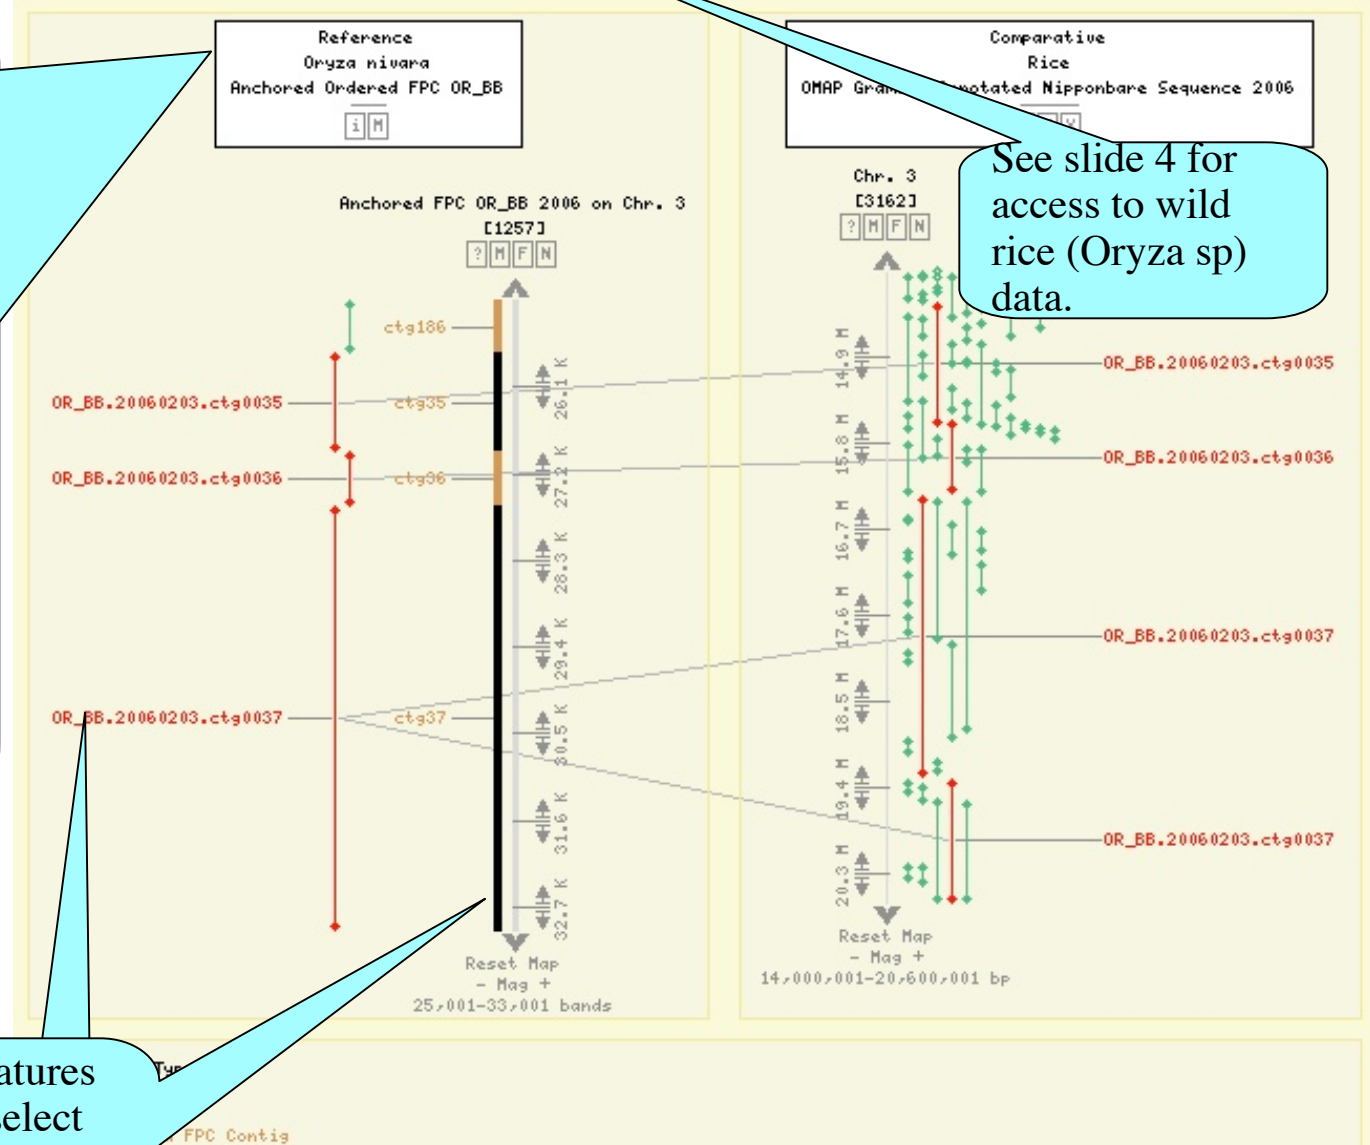 Reference
Oryza nivara
Anchored Ordered FPC OR_BB
i M
Comparative
Rice
OMAP Gram notated Nipponbare Sequence 2006
See slide 4 for
access to wild
rice (Oryza sp)
data.
Anchored FPC OR_BB 2006 on Chr. 3
[1257]
? M F N
Chr. 3
[3162]
? M F N
ctg186
OR_BB.20060203.ctg0035
ctg35
OR_BB.20060203.ctg0036
ctg36
OR_BB.20060203.ctg0037
ctg37
26.1 K
27.2 K
28.3 K
29.4 K
30.5 K
31.6 K
32.7 K
Reset Map
- Mag +
25,001-33,001 bands
14.9 M
15.8 M
16.7 M
17.6 M
18.5 M
19.4 M
20.3 M
OR_BB.20060203.ctg0035
OR_BB.20060203.ctg0036
OR_BB.20060203.ctg0037
OR_BB.20060203.ctg0037
Reset Map
- Mag +
14,000,001-20,600,001 bp
atures
select
FPC Contig